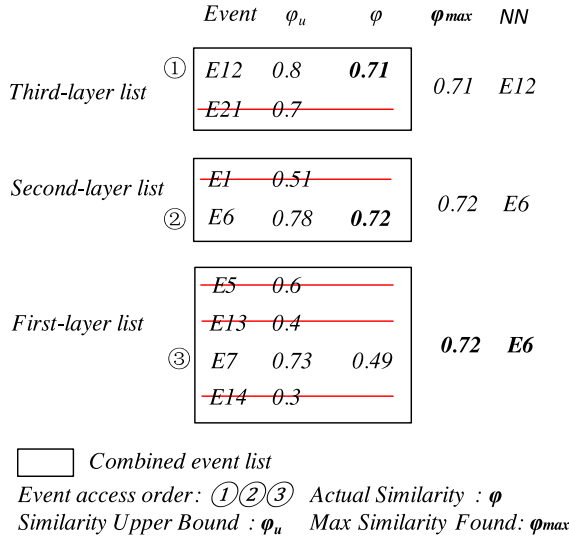 Event φu φ φmax NN
① E12 0.8 0.71
Third-layer list 0.71 E12
E21 0.7
E1 0.51
Second-layer list 0.72 E6
② E6 0.78 0.72
E5 0.6
First-layer list E13 0.4
0.72 E6
③ E7 0.73 0.49
E14 0.3
Combined event list
Event access order: ①②③ Actual Similarity : φ
Similarity Upper Bound : φu Max Similarity Found: φmax